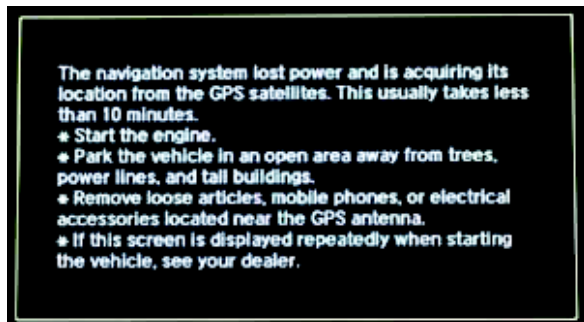 The navigation system lost power and is acquiring its
location from the GPS satellites. This usually takes less
than 10 minutes.
* Start the engine.
* Park the vehicle in an open area away from trees,
power lines, and tall buildings.
* Remove loose articles, mobile phones, or electrical
accessories located near the GPS antenna.
* If this screen is displayed repeatedly when starting
the vehicle, see your dealer.